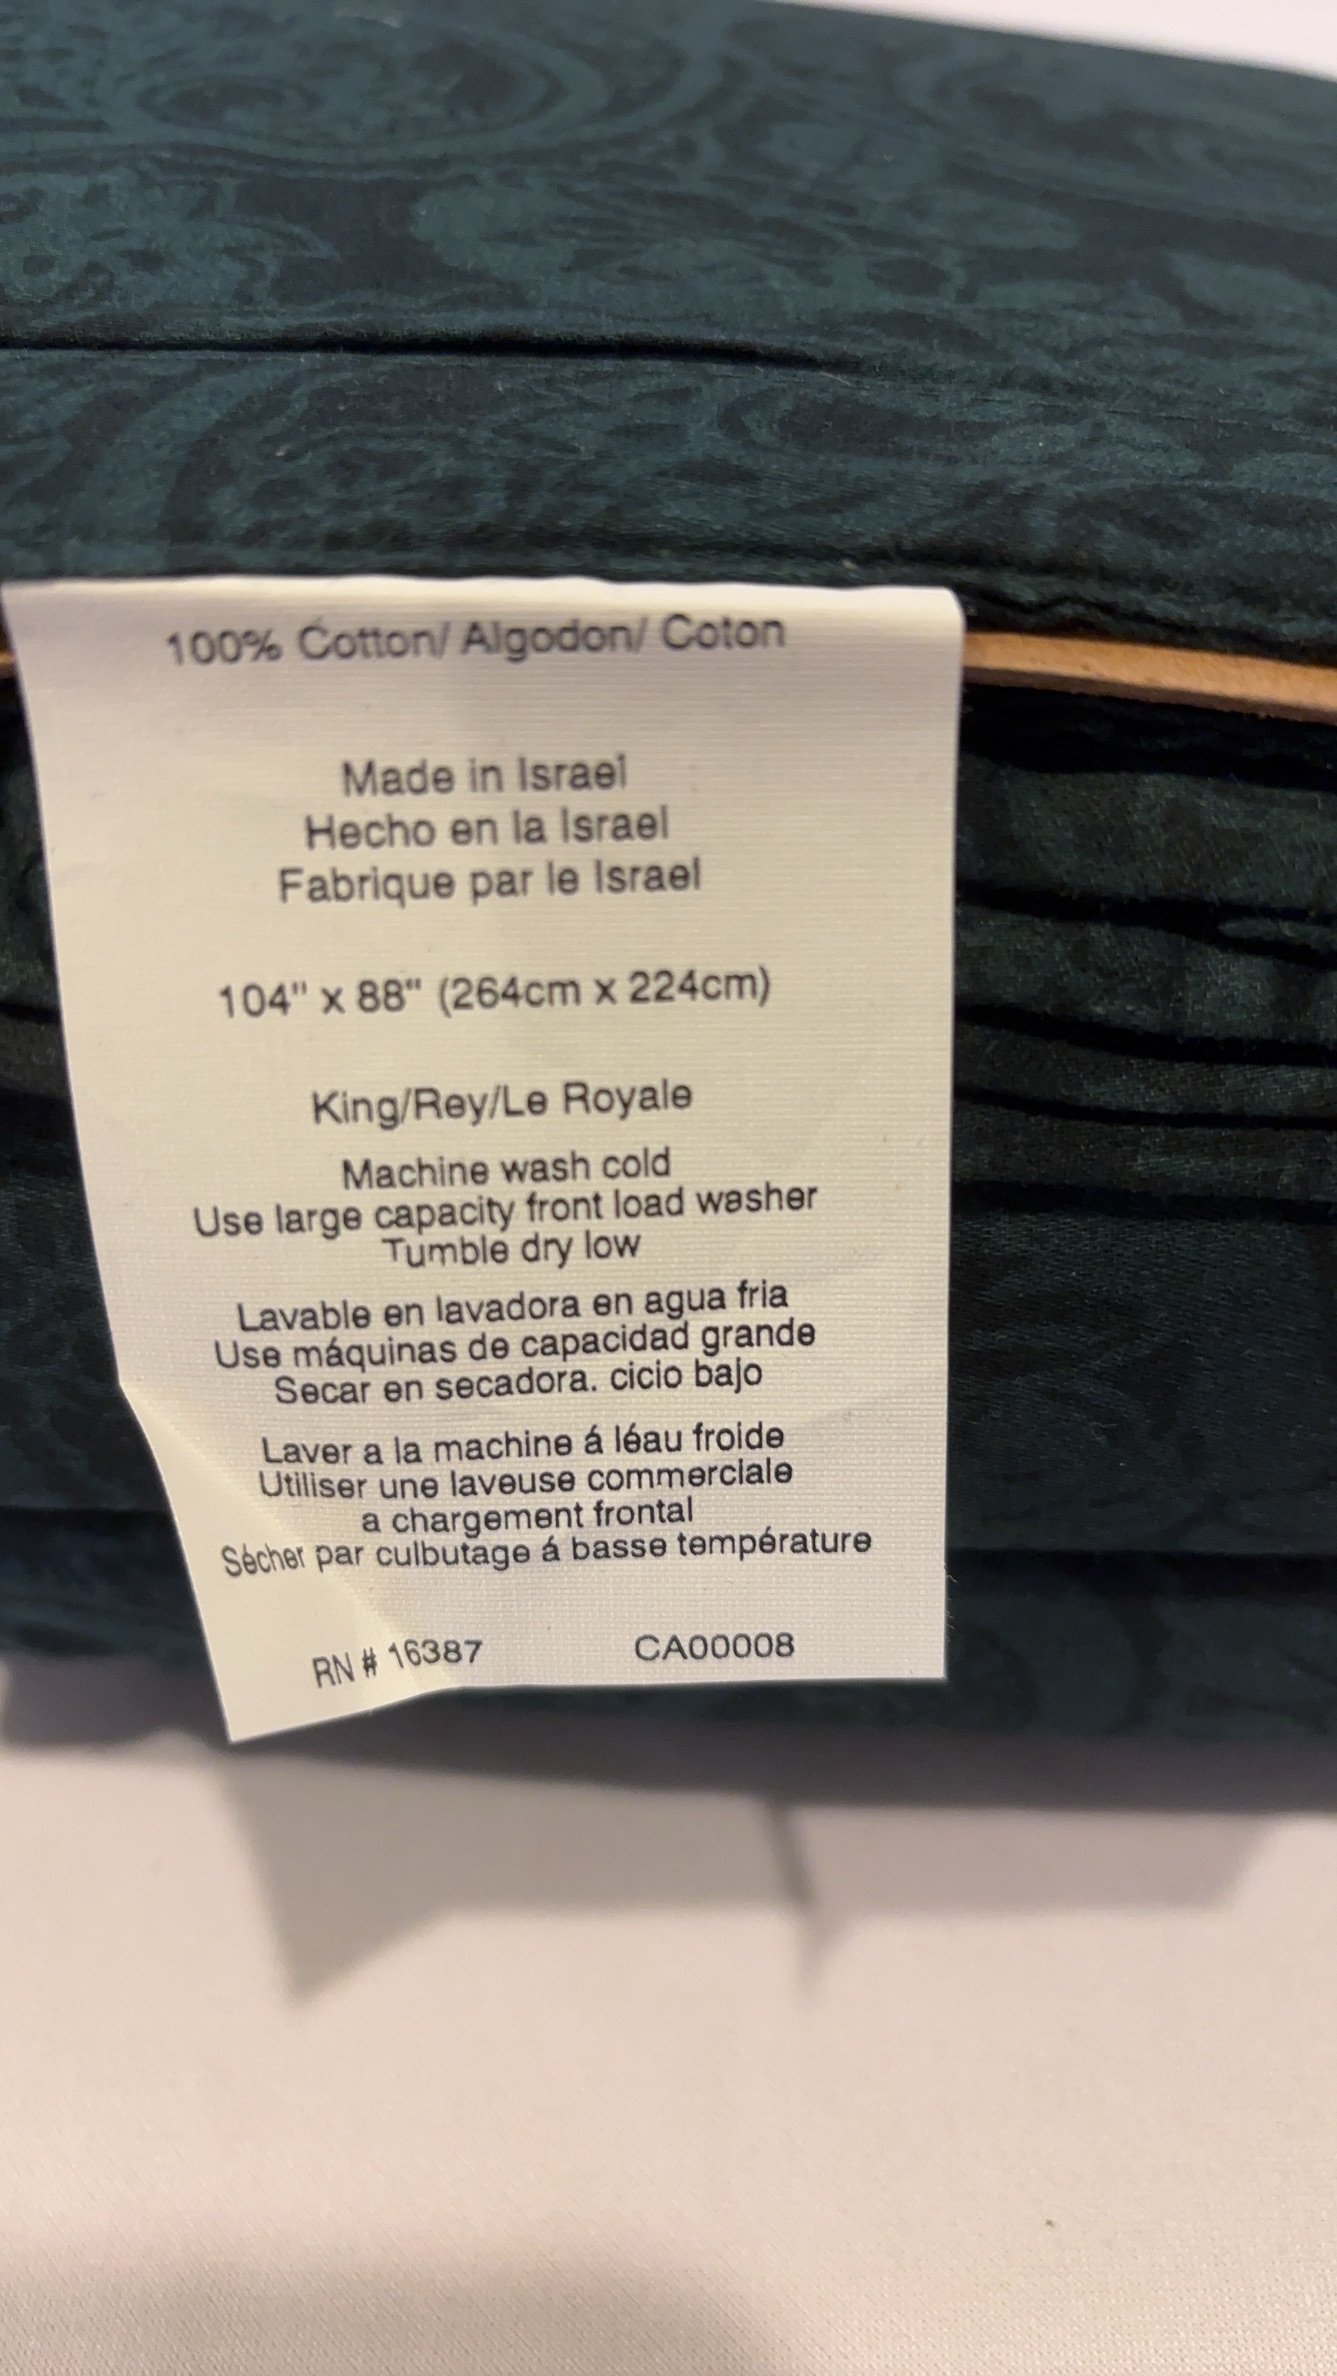 100% Cotton/ Algodon/ Coton
Made in Israel
Hecho en la Israel
Fabrique par le Israel
104" x 88" (264cm x 224cm)
King/Rey/Le Royale
Machine wash cold
Use large capacity front load washer
Tumble dry low
Lavable en lavadora en agua fria
Use máquinas de capacidad grande
Secar en secadora. ciclo bajo
Laver a la machine á léau froide
Utiliser une laveuse commerciale
a chargement frontal
Sécher par culbutage á basse température
RN # 16387 CA00008